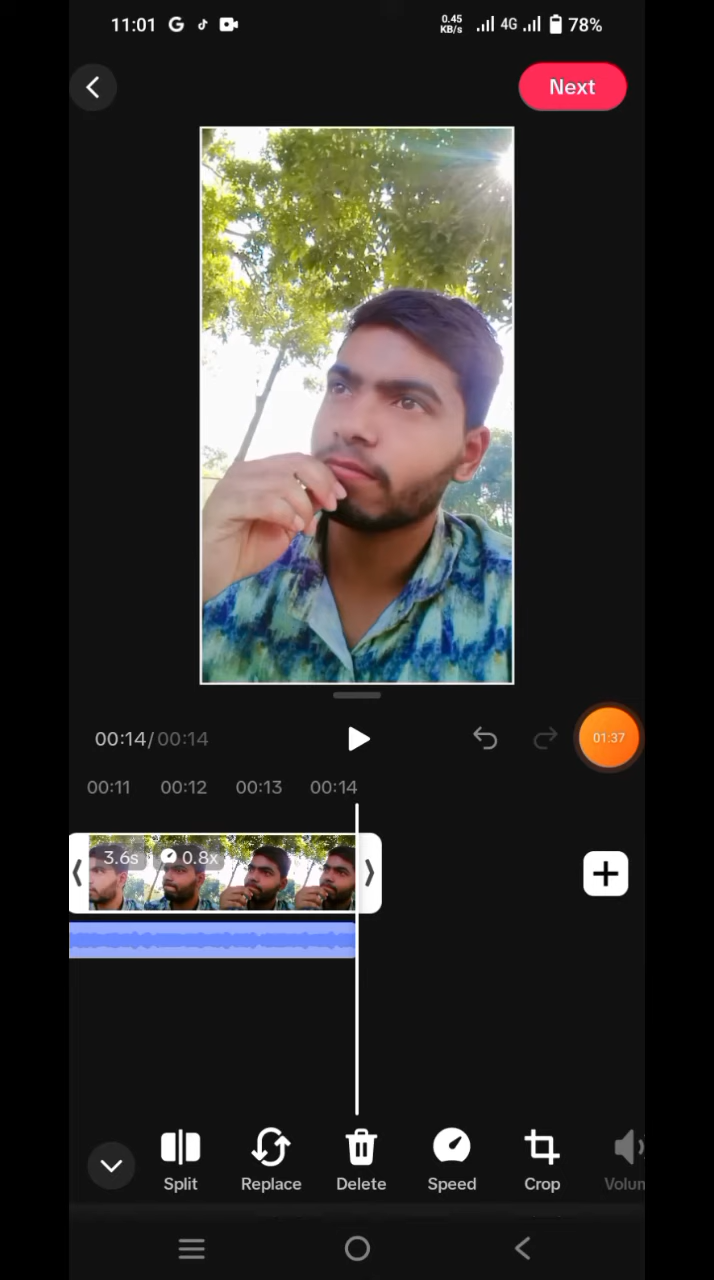 11:01 G 0.45 KB/s 4G 78%
Next
00:14/00:14
01:37
00:11 00:12 00:13 00:14
3.6s 0.8x
Split Replace Delete Speed Crop Volum